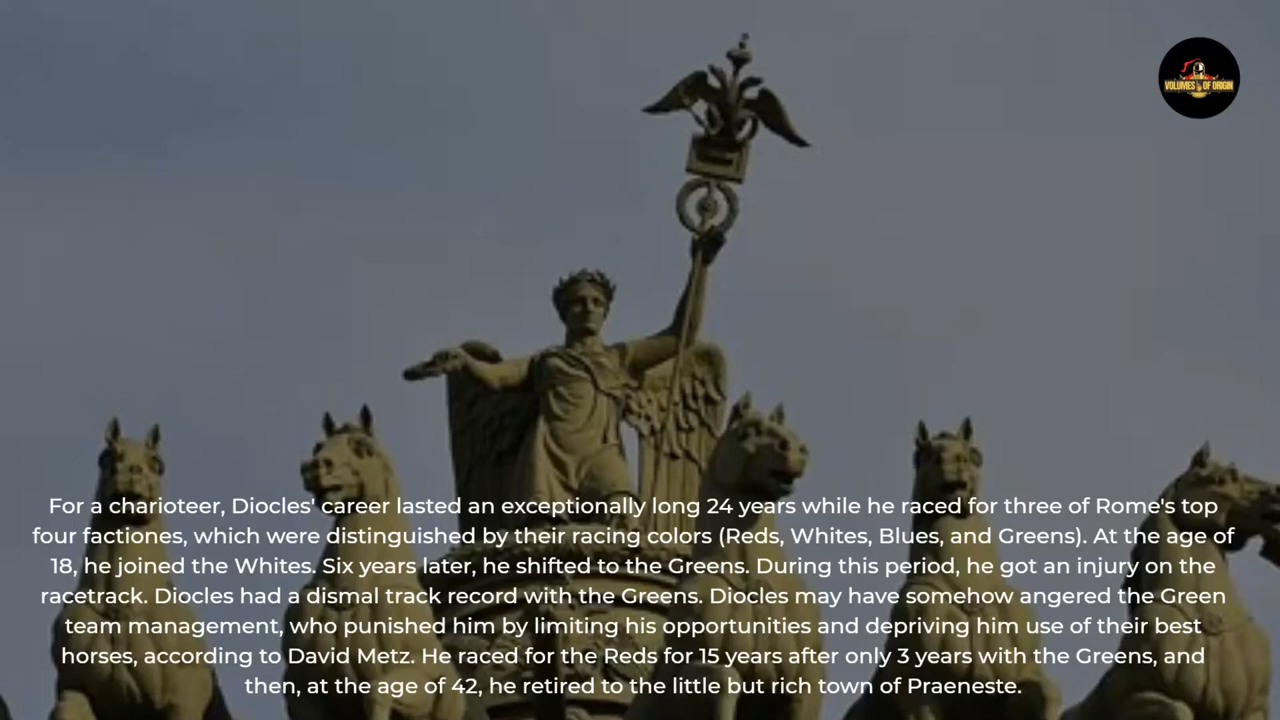 VOLUMES OF ORIGIN
For a charioteer, Diocles' career lasted an exceptionally long 24 years while he raced for three of Rome's top
four factiones, which were distinguished by their racing colors (Reds, Whites, Blues, and Greens). At the age of
18, he joined the Whites. Six years later, he shifted to the Greens. During this period, he got an injury on the
racetrack. Diocles had a dismal track record with the Greens. Diocles may have somehow angered the Green
team management, who punished him by limiting his opportunities and depriving him use of their best
horses, according to David Metz. He raced for the Reds for 15 years after only 3 years with the Greens, and
then, at the age of 42, he retired to the little but rich town of Praeneste.